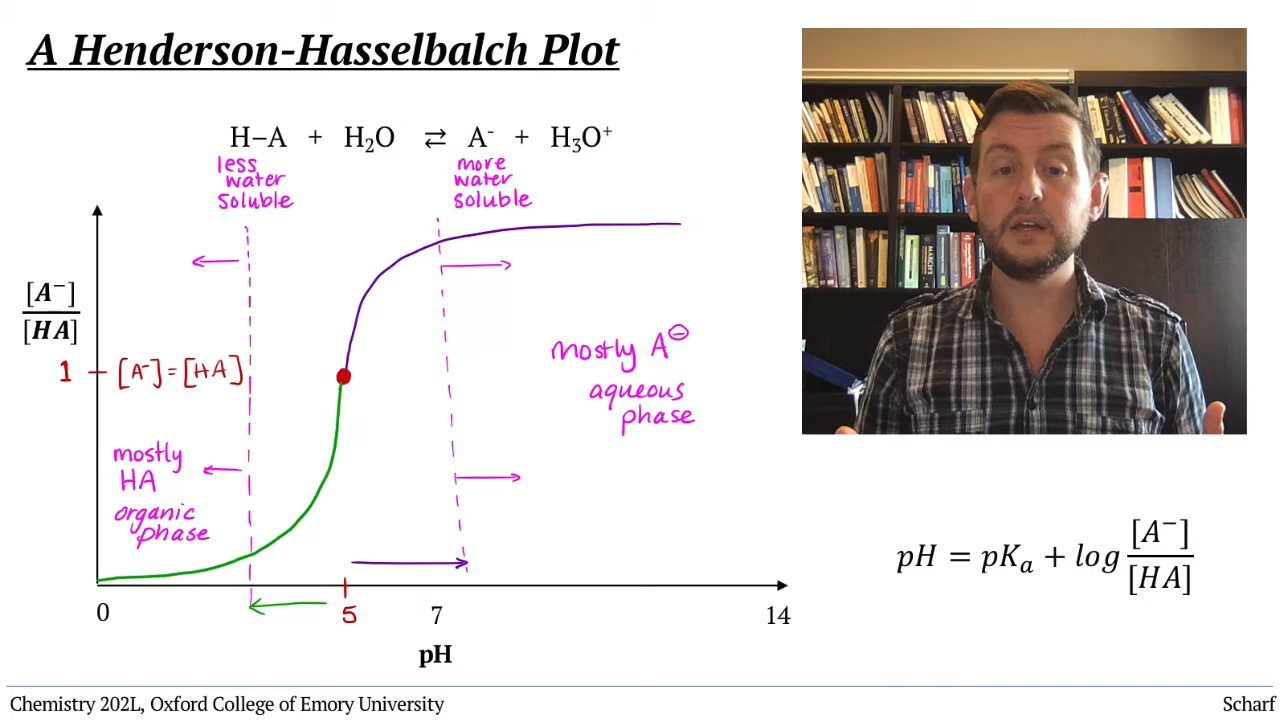 A Henderson-Hasselbalch Plot
H–A + H₂O ⇄ A⁻ + H₃O⁺
less
water
soluble
more
water
soluble
[A⁻]
[HA]
1
[A⁻] = [HA]
mostly
HA
organic
phase
mostly A⊖
aqueous
phase
0
5
7
14
pH
pH = pKₐ + log [A⁻]/[HA]
MARCH'S
Chemistry 202L, Oxford College of Emory University
Scharf